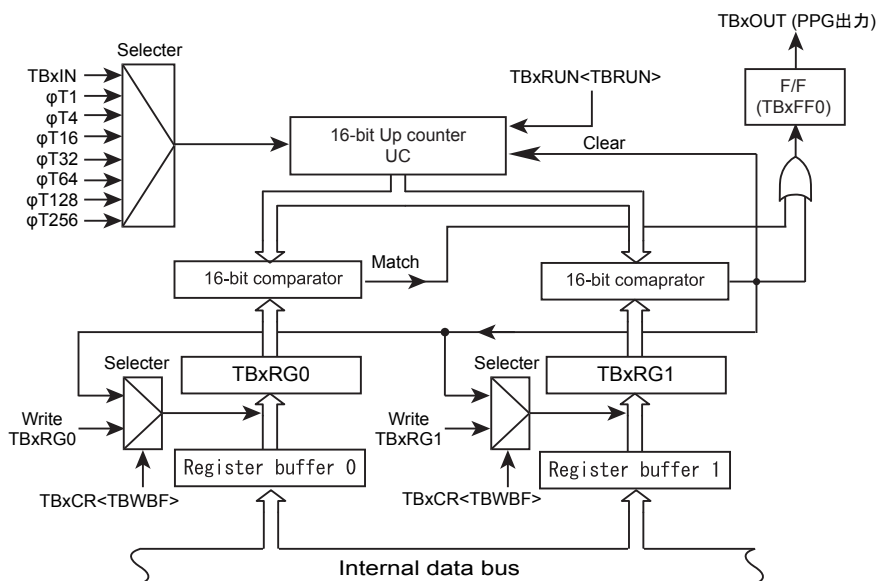 TBxOUT (PPG出力)
Selecter
TBxIN
φT1
φT4
φT16
φT32
φT64
φT128
φT256
TBxRUN<TBRUN>
F/F
(TBxFF0)
16-bit Up counter
UC
Clear
16-bit comparator
Match
16-bit comaprator
Selecter
TBxRG0
Selecter
TBxRG1
Write
TBxRG0
Write
TBxRG1
Register buffer 0
Register buffer 1
TBxCR<TBWBF>
TBxCR<TBWBF>
Internal data bus